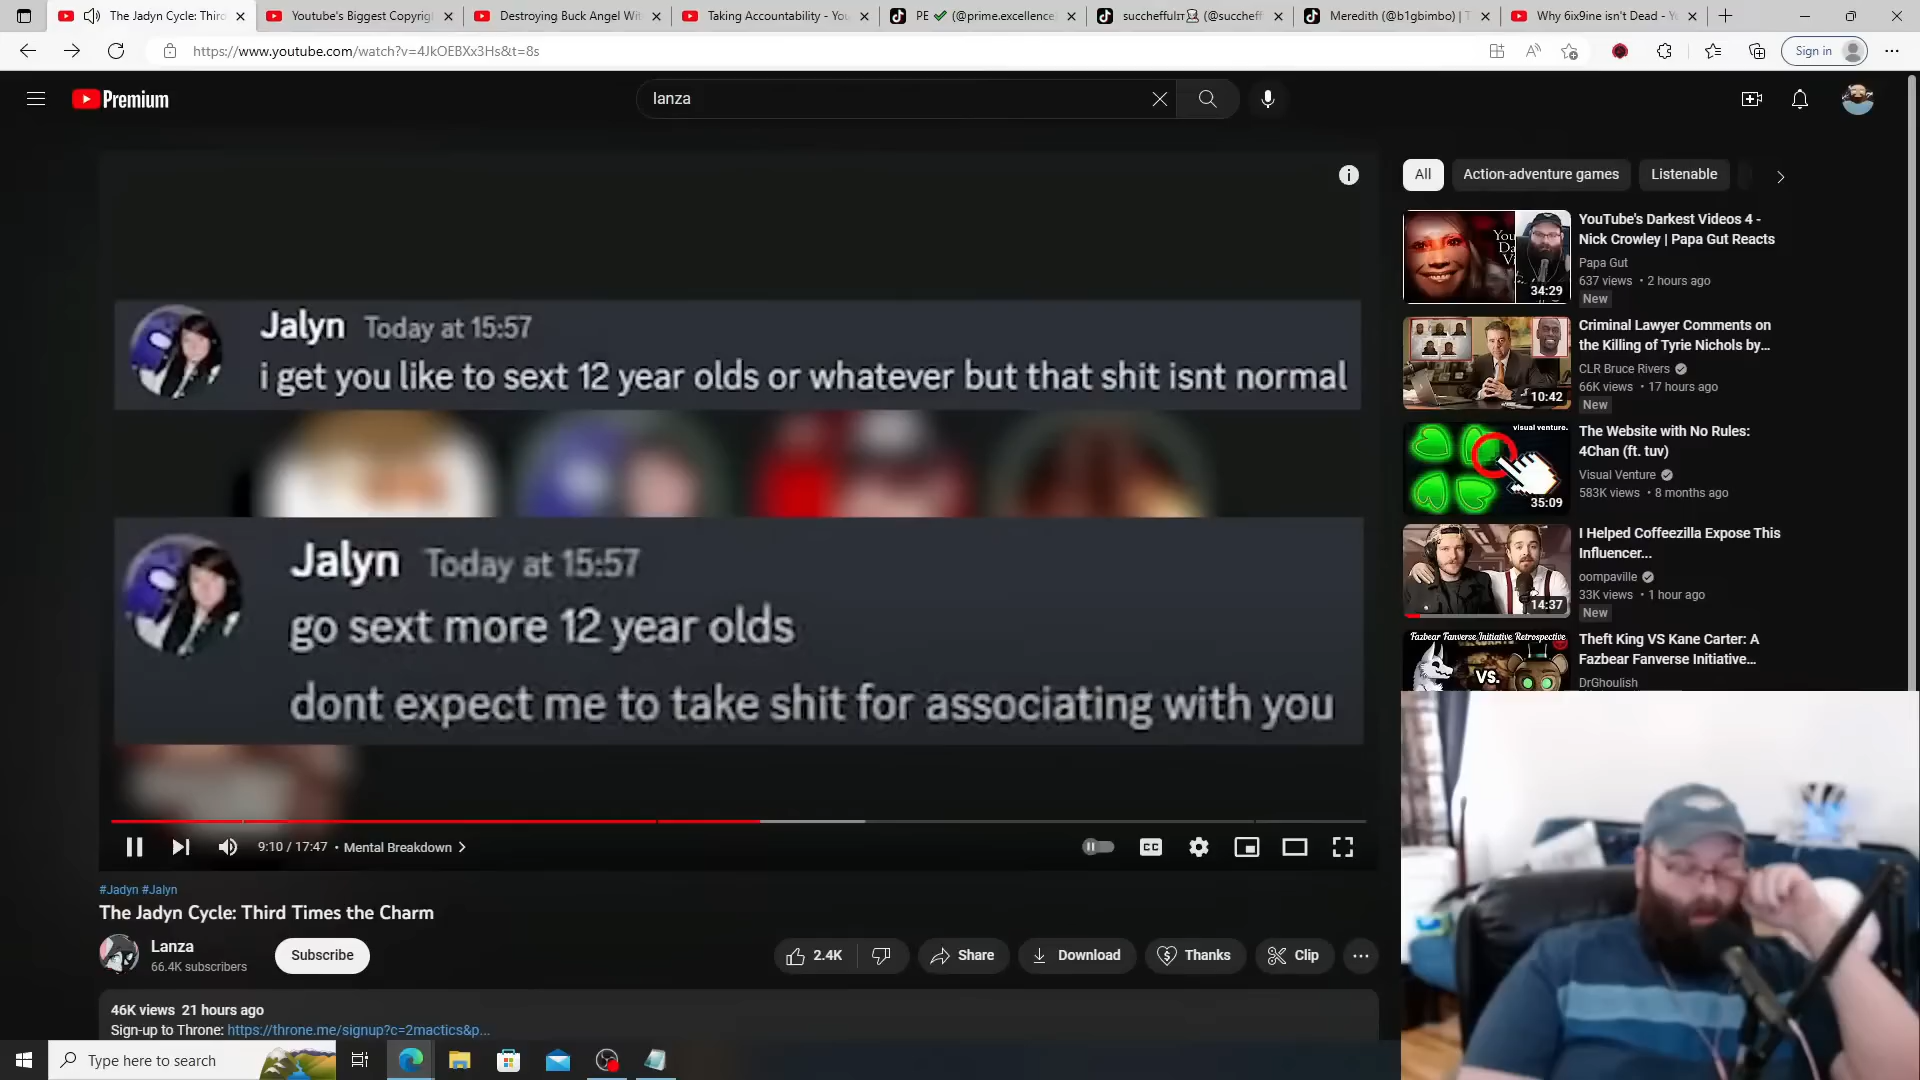 The Jadyn Cycle: Thir
Youtube's Biggest Copyrig
Destroying Buck Angel Wit
Taking Accountability - Yo
PE ✔ (@prime.excellence
Meredith (@b1gbimbo) | T
Why 6ix9ine isn't Dead - Y
https://www.youtube.com/watch?v=4JkOEBXx3Hs&t=8s
Sign in
Premium
lanza
All
Action-adventure games
Listenable
Jalyn Today at 15:57
i get you like to sext 12 year olds or whatever but that shit isnt normal
Jalyn Today at 15:57
go sext more 12 year olds
dont expect me to take shit for associating with you
9:10 / 17:47 • Mental Breakdown
CC
#Jadyn #Jalyn
The Jadyn Cycle: Third Times the Charm
Lanza
66.4K subscribers
Subscribe
2.4K
Share
Download
Thanks
Clip
46K views 21 hours ago
Sign-up to Throne: https://throne.me/signup?c=2mactics&p...
34:29
YouTube's Darkest Videos 4 -
Nick Crowley | Papa Gut Reacts
Papa Gut
637 views • 2 hours ago
New
10:42
Criminal Lawyer Comments on
the Killing of Tyrie Nichols by...
CLR Bruce Rivers
66K views • 17 hours ago
New
visual venture.
35:09
The Website with No Rules:
4Chan (ft. tuv)
Visual Venture
583K views • 8 months ago
14:37
I Helped Coffeezilla Expose This
Influencer...
oompaville
33K views • 1 hour ago
New
Fazbear Fanverse Initiative Retrospective
VS.
Theft King VS Kane Carter: A
Fazbear Fanverse Initiative...
DrGhoulish
Type here to search